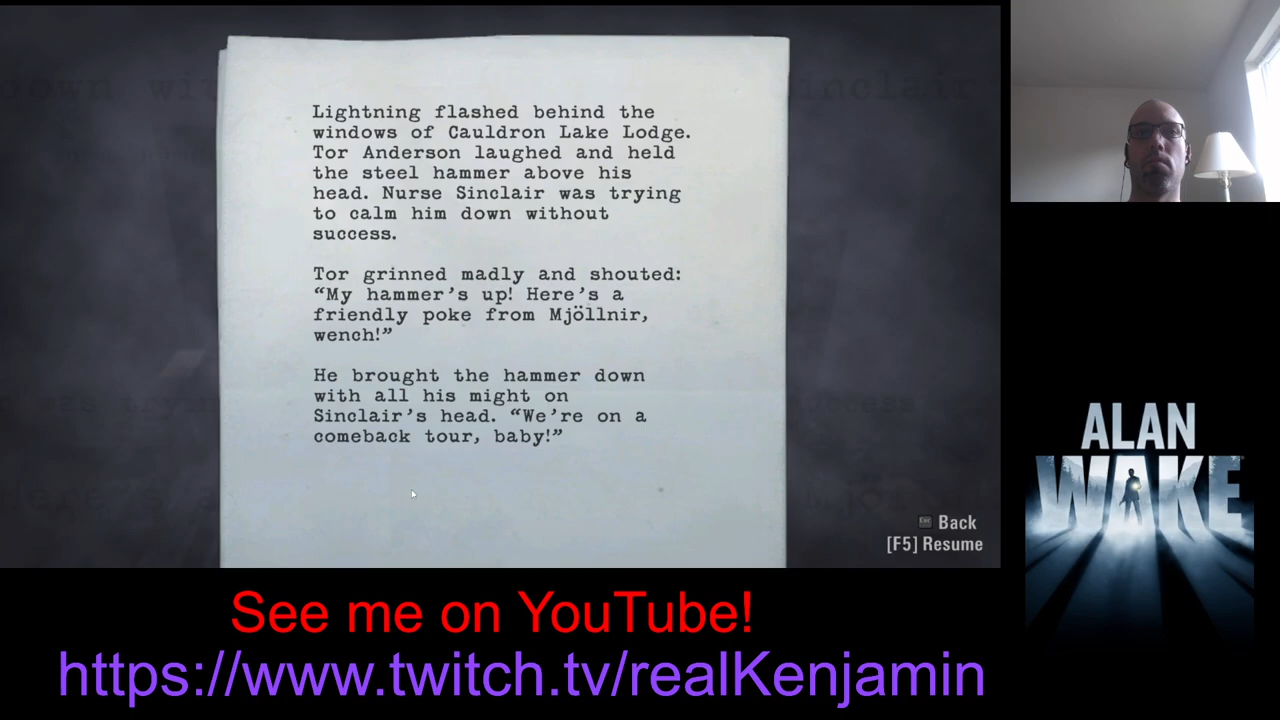 Lightning flashed behind the
windows of Cauldron Lake Lodge.
Tor Anderson laughed and held
the steel hammer above his
head. Nurse Sinclair was trying
to calm him down without
success.
Tor grinned madly and shouted:
“My hammer’s up! Here’s a
friendly poke from Mjöllnir,
wench!”
He brought the hammer down
with all his might on
Sinclair’s head. “We’re on a
comeback tour, baby!”
Esc Back
[F5] Resume
ALAN
WAKE
See me on YouTube!
https://www.twitch.tv/realKenjamin